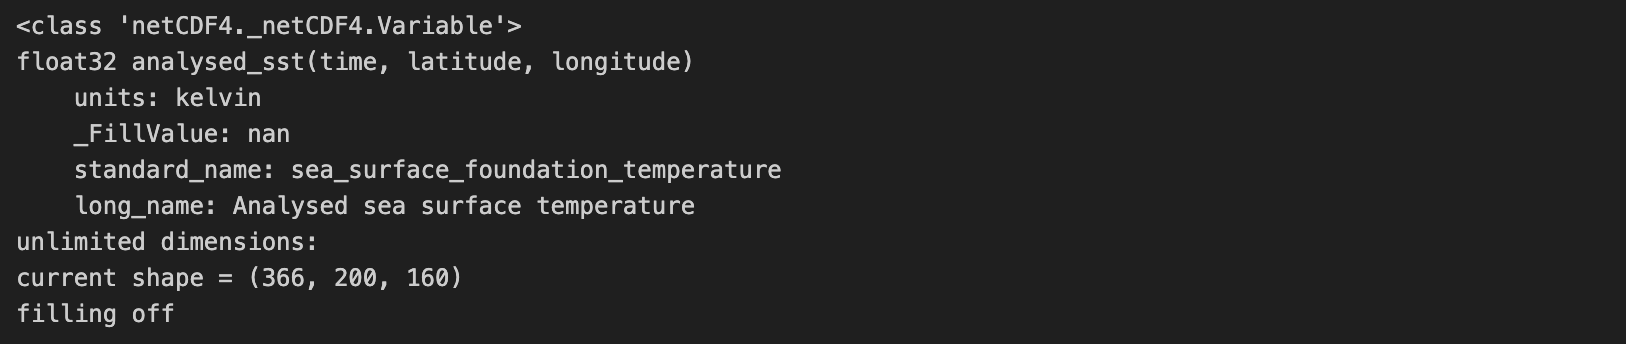 <class 'netCDF4._netCDF4.Variable'>
float32 analysed_sst(time, latitude, longitude)
    units: kelvin
    _FillValue: nan
    standard_name: sea_surface_foundation_temperature
    long_name: Analysed sea surface temperature
unlimited dimensions:
current shape = (366, 200, 160)
filling off